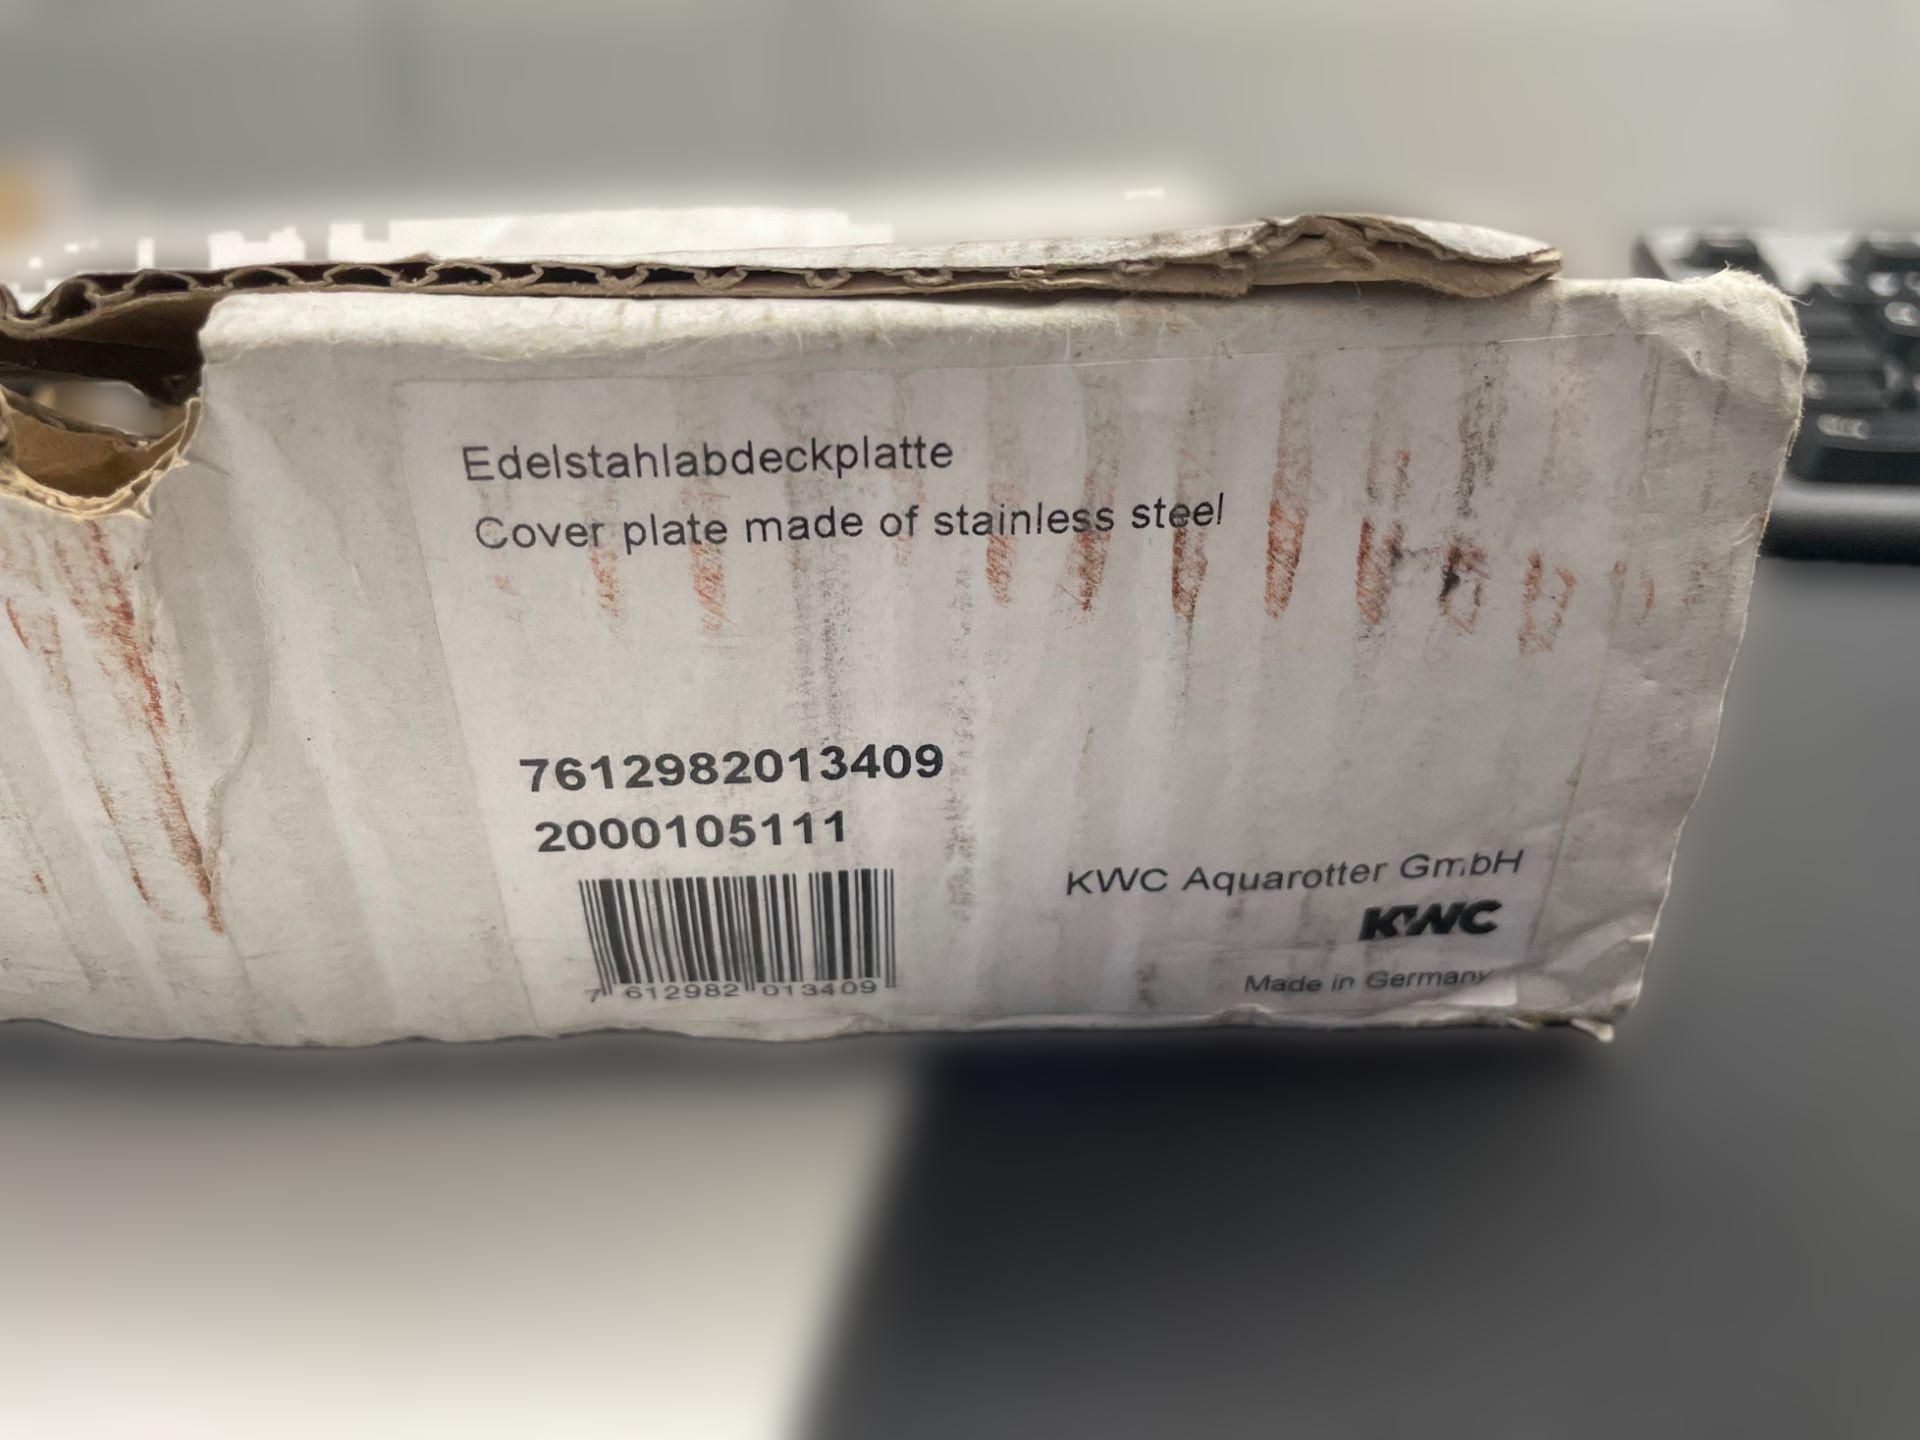 Edelstahlabdeckplatte
Cover plate made of stainless steel
7612982013409
2000105111
7 612982 013409
KWC Aquarotter GmbH
KWC
Made in Germany